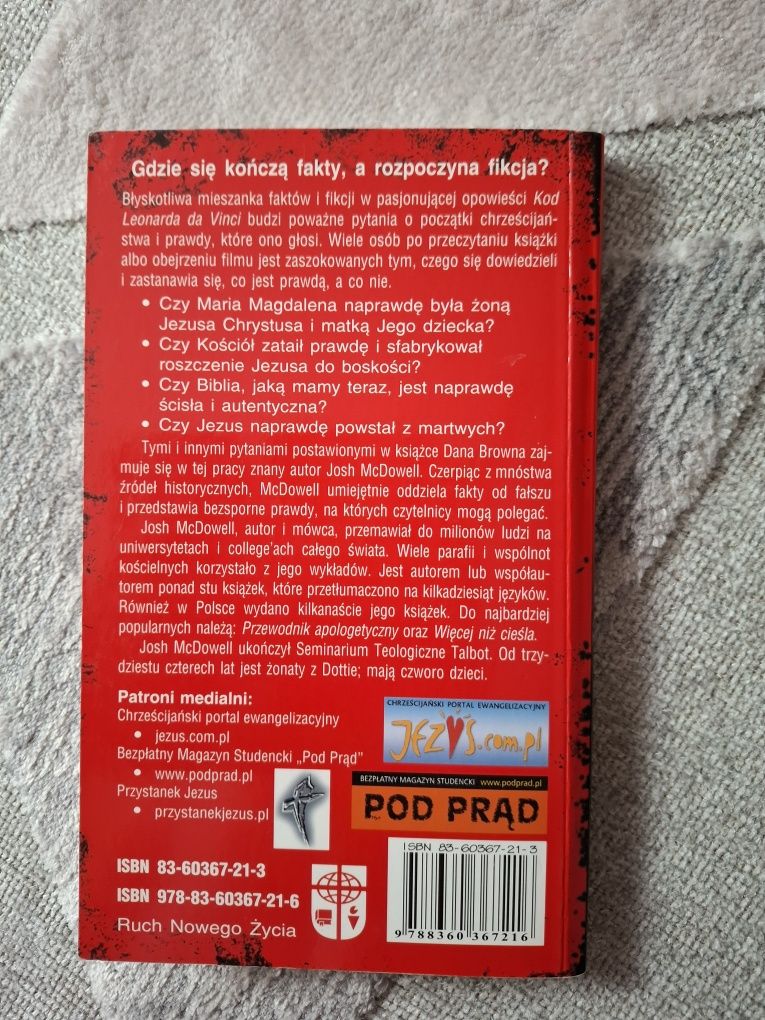 Gdzie się kończą fakty, a rozpoczyna fikcja?
Błyskotliwa mieszanka faktów i fikcji w pasjonującej opowieści Kod
Leonarda da Vinci budzi poważne pytania o początki chrześcijań-
stwa i prawdy, które ono głosi. Wiele osób po przeczytaniu książki
albo obejrzeniu filmu jest zaszokowanych tym, czego się dowiedzieli
i zastanawia się, co jest prawdą, a co nie.
• Czy Maria Magdalena naprawdę była żoną
Jezusa Chrystusa i matką Jego dziecka?
• Czy Kościół zataił prawdę i sfabrykował
roszczenie Jezusa do boskości?
• Czy Biblia, jaką mamy teraz, jest naprawdę
ścisła i autentyczna?
• Czy Jezus naprawdę powstał z martwych?
Tymi i innymi pytaniami postawionymi w książce Dana Browna zaj-
muje się w tej pracy znany autor Josh McDowell. Czerpiąc z mnóstwa
źródeł historycznych, McDowell umiejętnie oddziela fakty od fałszu
i przedstawia bezsporne prawdy, na których czytelnicy mogą polegać.
Josh McDowell, autor i mówca, przemawiał do milionów ludzi na
uniwersytetach i college'ach całego świata. Wiele parafii i wspólnot
kościelnych korzystało z jego wykładów. Jest autorem lub współau-
torem ponad stu książek, które przetłumaczono na kilkadziesiąt języków.
Również w Polsce wydano kilkanaście jego książek. Do najbardziej
popularnych należą: Przewodnik apologetyczny oraz Więcej niż cieśla.
Josh McDowell ukończył Seminarium Teologiczne Talbot. Od trzy-
dziestu czterech lat jest żonaty z Dottie; mają czworo dzieci.
Patroni medialni:
Chrześcijański portal ewangelizacyjny
• jezus.com.pl
Bezpłatny Magazyn Studencki „Pod Prąd"
• www.podprad.pl
Przystanek Jezus
• przystanekjezus.pl
CHRZEŚCIJAŃSKI PORTAL EWANGELIZACYJNY
JEZUS.com.pl
BEZPŁATNY MAGAZYN STUDENCKI www.podprad.pl
POD PRĄD
ISBN 83-60367-21-3
ISBN 978-83-60367-21-6
Ruch Nowego Życia
ISBN 83-60367-21-3
9 788360 367216